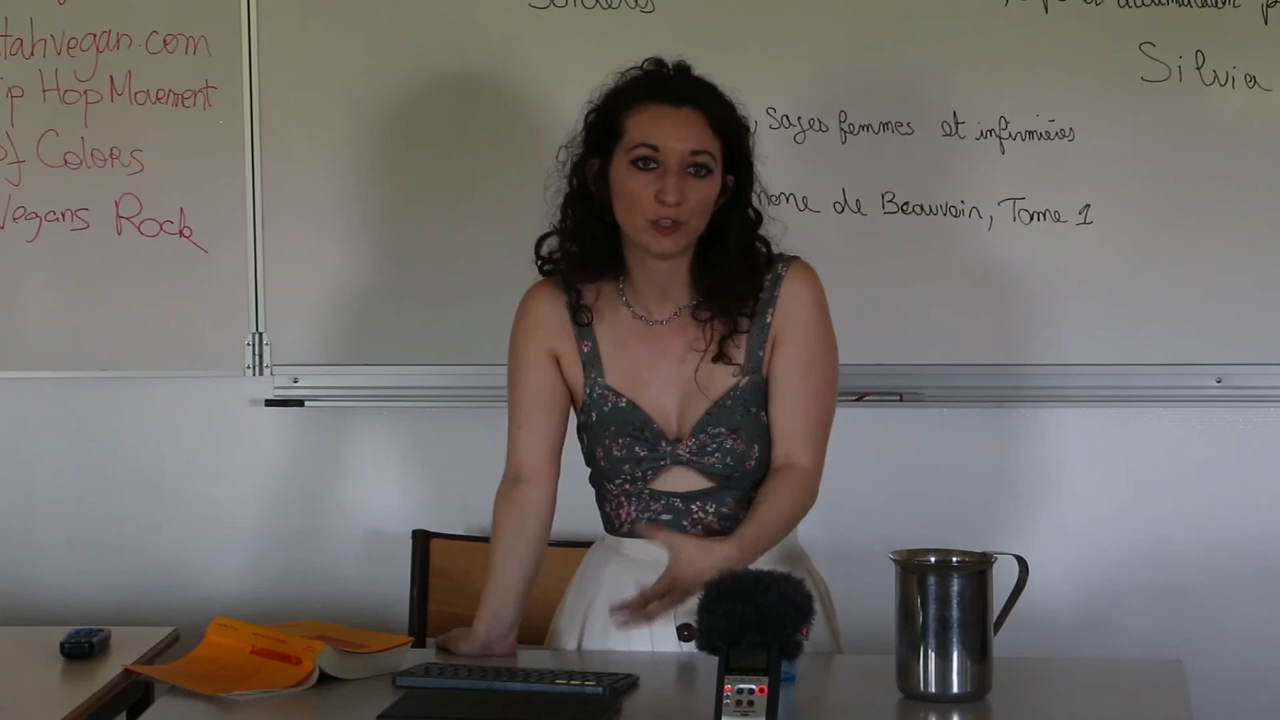 tahvegan.com
ip Hop Movement
of Colors
Vegans Rock
Sorcières
Silvia
, Sages femmes et infirmières
mone de Beauvoir, Tome 1